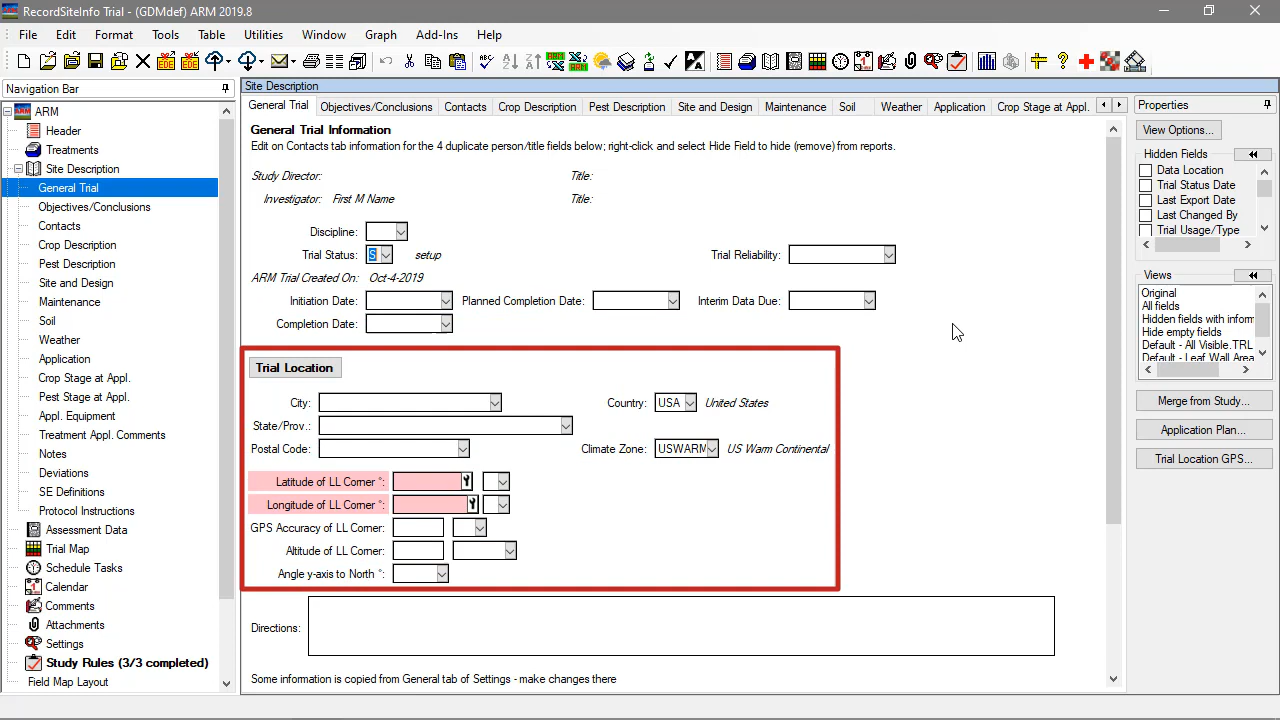 RecordSiteInfo Trial - (GDMdef) ARM 2019.8
File Edit Format Tools Table Utilities Window Graph Add-Ins Help
Navigation Bar
ARM
Header
Treatments
Site Description
General Trial
Objectives/Conclusions
Contacts
Crop Description
Pest Description
Site and Design
Maintenance
Soil
Weather
Application
Crop Stage at Appl.
Pest Stage at Appl.
Appl. Equipment
Treatment Appl. Comments
Notes
Deviations
SE Definitions
Protocol Instructions
Assessment Data
Trial Map
Schedule Tasks
Calendar
Comments
Attachments
Settings
Study Rules (3/3 completed)
Field Map Layout
Site Description
General Trial Objectives/Conclusions Contacts Crop Description Pest Description Site and Design Maintenance Soil Weather Application Crop Stage at Appl.
General Trial Information
Edit on Contacts tab information for the 4 duplicate person/title fields below; right-click and select Hide Field to hide (remove) from reports.
Study Director: Title:
Investigator: First M Name Title:
Discipline:
Trial Status: S setup Trial Reliability:
ARM Trial Created On: Oct-4-2019
Initiation Date: Planned Completion Date: Interim Data Due:
Completion Date:
Trial Location
City: Country: USA United States
State/Prov.:
Postal Code: Climate Zone: USWARM US Warm Continental
Latitude of LL Corner °:
Longitude of LL Corner °:
GPS Accuracy of LL Corner:
Altitude of LL Corner:
Angle y-axis to North °:
Directions:
Some information is copied from General tab of Settings - make changes there
Properties
View Options...
Hidden Fields
Data Location
Trial Status Date
Last Export Date
Last Changed By
Trial Usage/Type
Views
Original
All fields
Hidden fields with inform
Hide empty fields
Default - All Visible.TRL
Default - Leaf Wall Area
Merge from Study...
Application Plan...
Trial Location GPS...